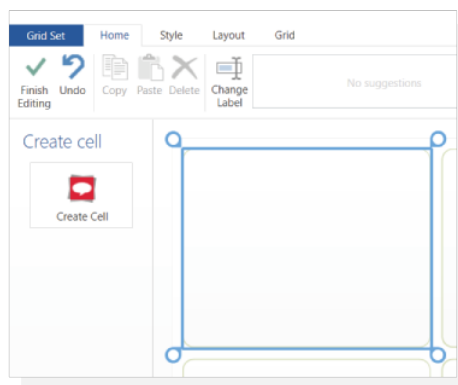 Grid Set Home Style Layout Grid
Finish Editing Undo Copy Paste Delete Change Label No suggestions
Create cell
Create Cell